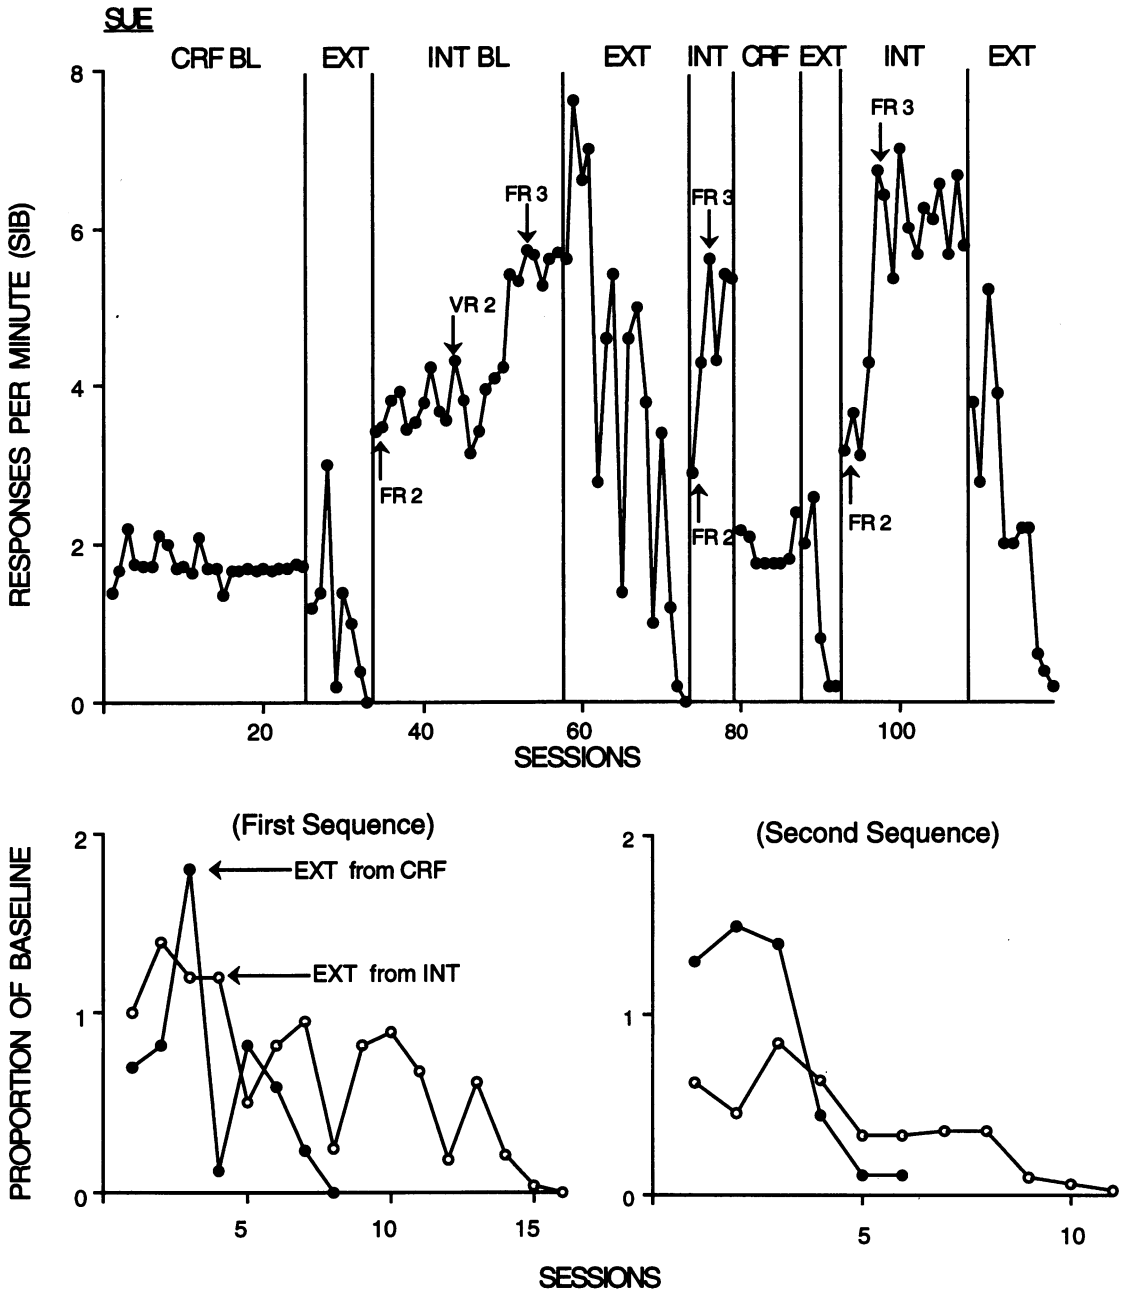 SUE
CRF BL EXT INT BL EXT INT CRF EXT INT EXT
8
FR 3
FR 3
FR 3
6
VR 2
4
FR 2
FR 2
FR 2
2
0
20 40 60 80 100
SESSIONS
RESPONSES PER MINUTE (SIB)
(First Sequence)
2
EXT from CRF
EXT from INT
1
0
5 10 15
(Second Sequence)
2
1
0
5 10
PROPORTION OF BASELINE
SESSIONS